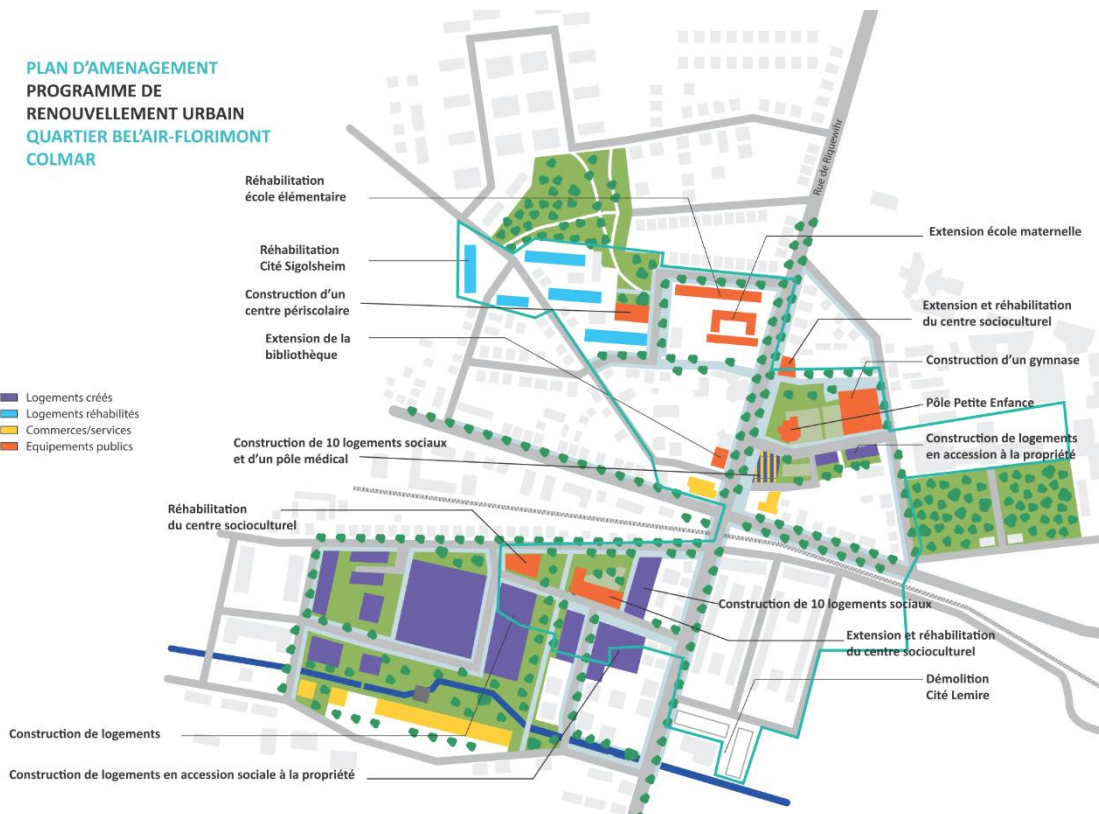 PLAN D’AMENAGEMENT
PROGRAMME DE
RENOUVELLEMENT URBAIN
QUARTIER BEL’AIR-FLORIMONT
COLMAR
Rue de Riquewihr
Réhabilitation
école élémentaire
Extension école maternelle
Réhabilitation
Cité Sigolsheim
Construction d’un
centre périscolaire
Extension et réhabilitation
du centre socioculturel
Extension de la
bibliothèque
Construction d’un gymnase
Pôle Petite Enfance
Logements créés
Logements réhabilités
Commerces/services
Equipements publics
Construction de 10 logements sociaux
et d’un pôle médical
Construction de logements
en accession à la propriété
Réhabilitation
du centre socioculturel
Construction de 10 logements sociaux
Extension et réhabilitation
du centre socioculturel
Démolition
Cité Lemire
Construction de logements
Construction de logements en accession sociale à la propriété